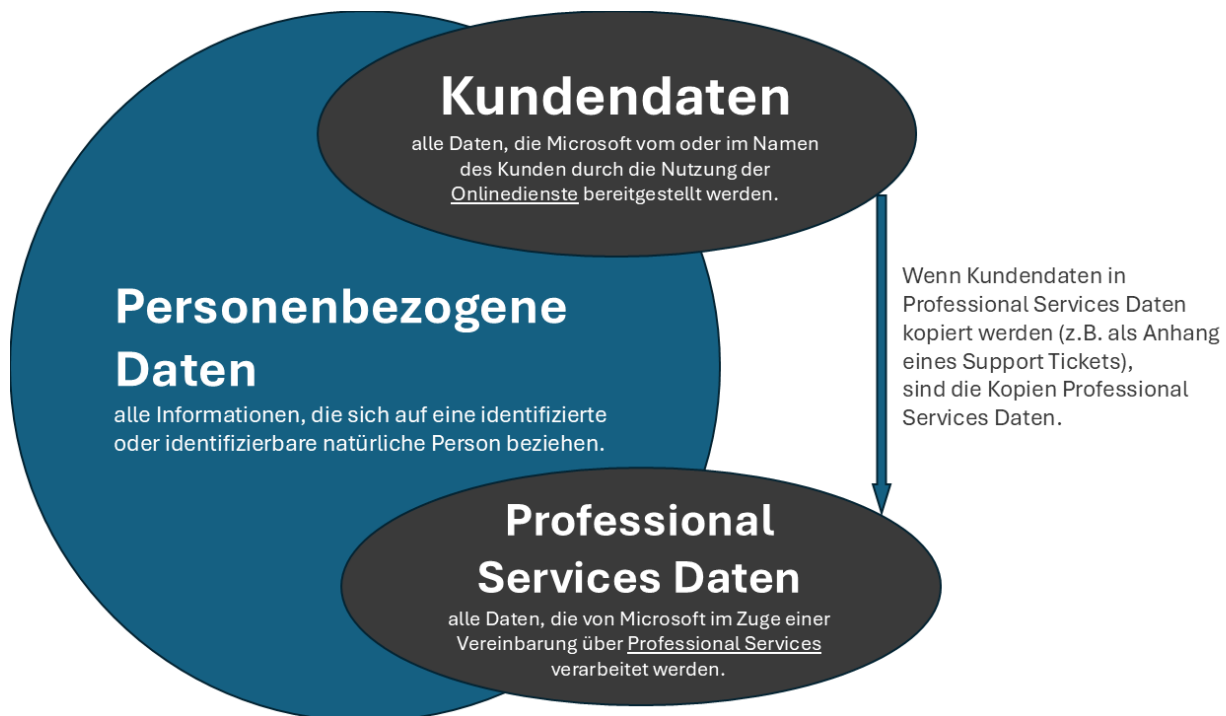 Kundendaten
alle Daten, die Microsoft vom oder im Namen
des Kunden durch die Nutzung der
Onlinedienste bereitgestellt werden.
Personenbezogene
Daten
alle Informationen, die sich auf eine identifizierte
oder identifizierbare natürliche Person beziehen.
Wenn Kundendaten in
Professional Services Daten
kopiert werden (z.B. als Anhang
eines Support Tickets),
sind die Kopien Professional
Services Daten.
Professional
Services Daten
alle Daten, die von Microsoft im Zuge einer
Vereinbarung über Professional Services
verarbeitet werden.